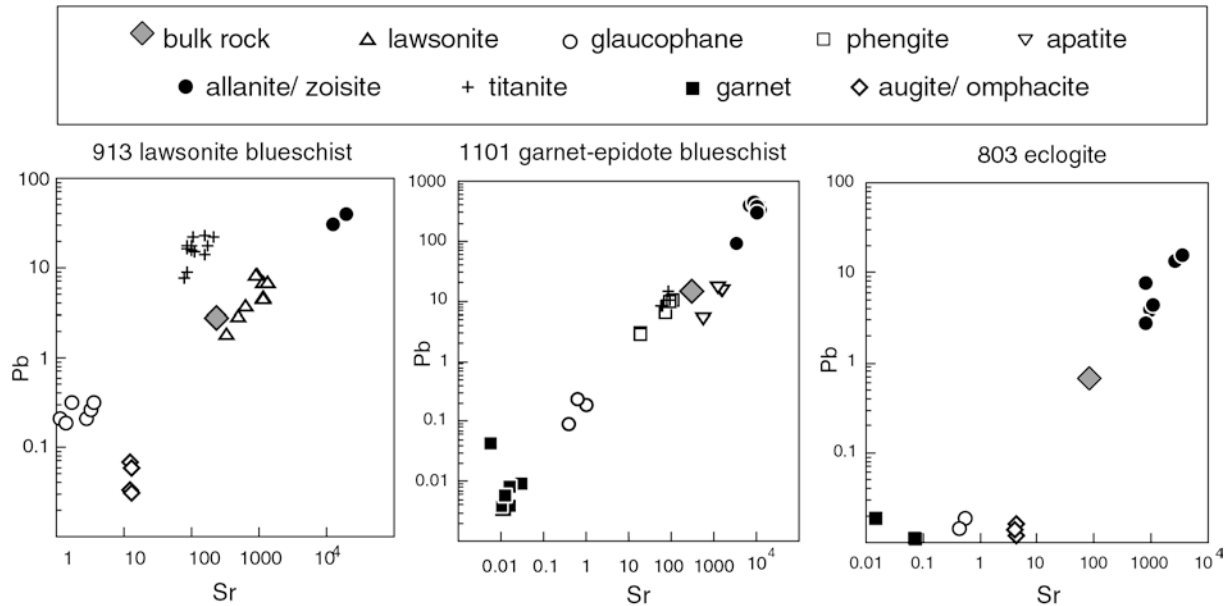 bulk rock lawsonite glaucophane phengite apatite
allanite/ zoisite titanite garnet augite/ omphacite
913 lawsonite blueschist
100
10
1
0.1
Pb
1 10 100 1000 10⁴
Sr
1101 garnet-epidote blueschist
1000
100
10
1
0.1
0.01
Pb
0.01 0.1 1 10 100 1000 10⁴
Sr
803 eclogite
100
10
1
0.1
Pb
0.01 0.1 1 10 100 1000 10⁴
Sr